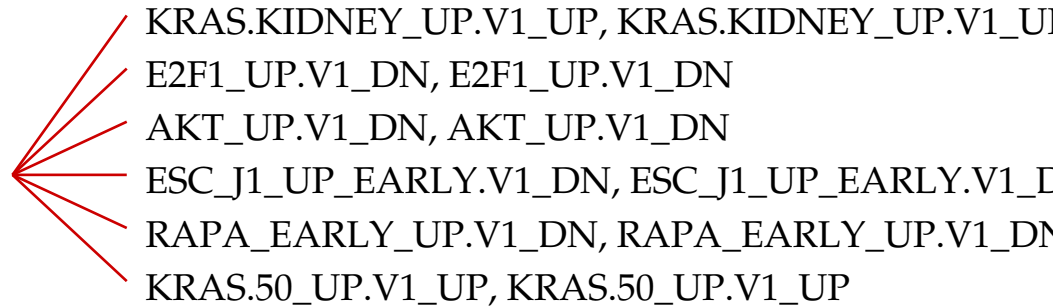 KRAS.KIDNEY_UP.V1_UP, KRAS.KIDNEY_UP.V1_UP
E2F1_UP.V1_DN, E2F1_UP.V1_DN
AKT_UP.V1_DN, AKT_UP.V1_DN
ESC_J1_UP_EARLY.V1_DN, ESC_J1_UP_EARLY.V1_D
RAPA_EARLY_UP.V1_DN, RAPA_EARLY_UP.V1_DN
KRAS.50_UP.V1_UP, KRAS.50_UP.V1_UP